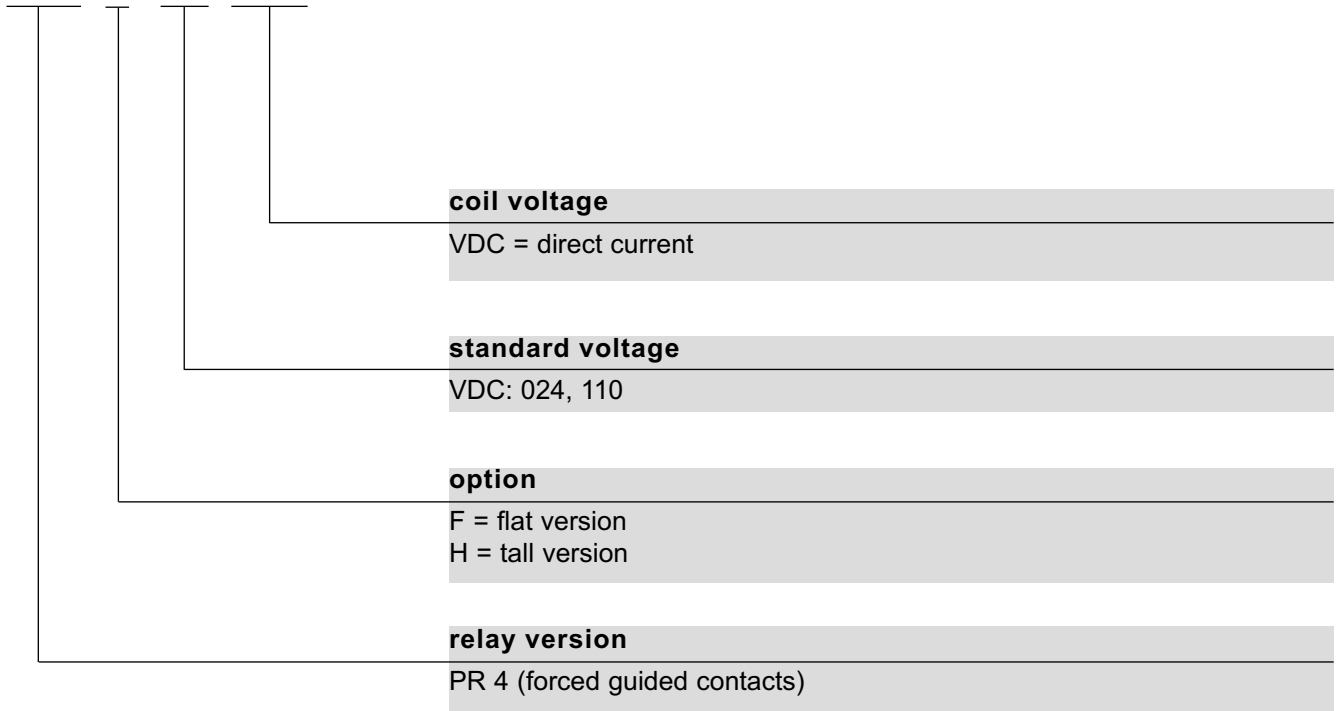 coil voltage
VDC = direct current
standard voltage
VDC: 024, 110
option
F = flat version
H = tall version
relay version
PR 4 (forced guided contacts)